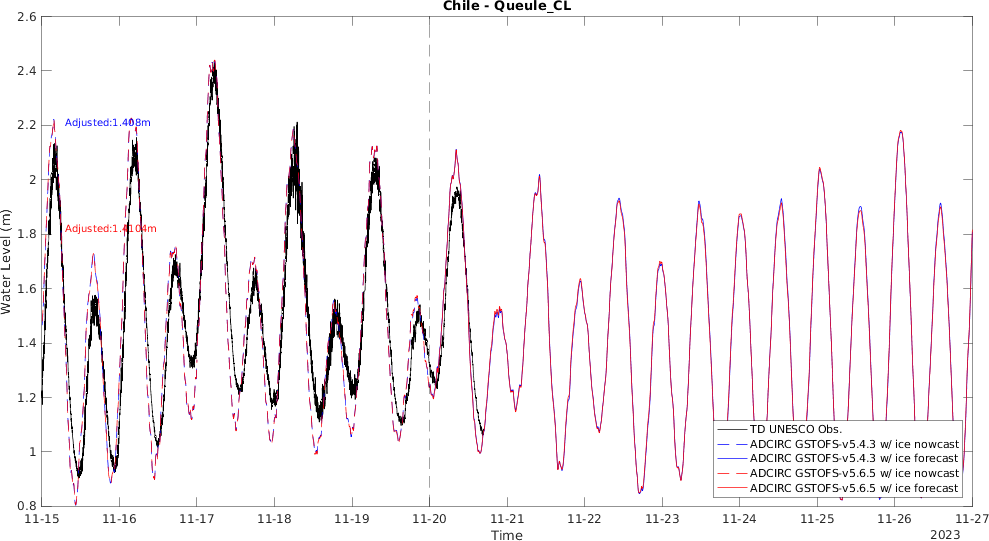 Chile - Queule_CL
2.6
2.4
2.2
2
1.8
1.6
1.4
1.2
1
0.8
Water Level (m)
Adjusted:1.408m
Adjusted:1.4104m
TD UNESCO Obs.
ADCIRC GSTOFS-v5.4.3 w/ ice nowcast
ADCIRC GSTOFS-v5.4.3 w/ ice forecast
ADCIRC GSTOFS-v5.6.5 w/ ice nowcast
ADCIRC GSTOFS-v5.6.5 w/ ice forecast
11-15 11-16 11-17 11-18 11-19 11-20 11-21 11-22 11-23 11-24 11-25 11-26 11-27
Time
2023